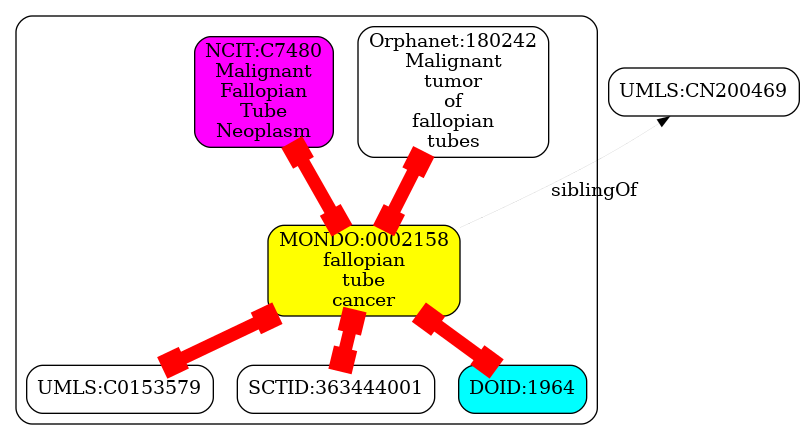 NCIT:C7480
Malignant
Fallopian
Tube
Neoplasm
Orphanet:180242
Malignant
tumor
of
fallopian
tubes
UMLS:CN200469
siblingOf
MONDO:0002158
fallopian
tube
cancer
UMLS:C0153579
SCTID:363444001
DOID:1964